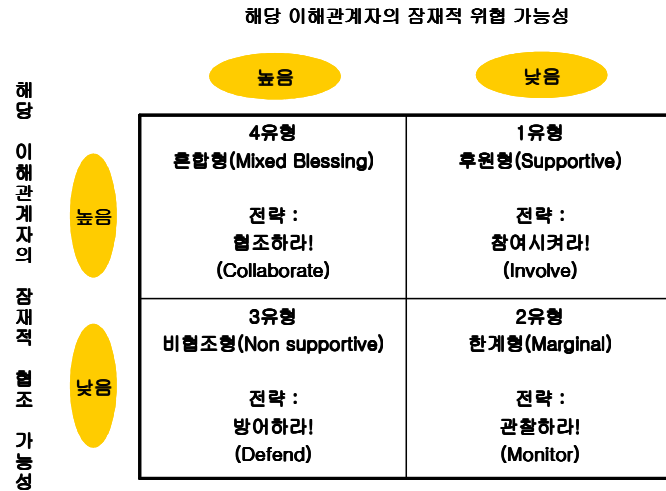 해당 이해관계자의 잠재적 위협 가능성
높음
낮음
해당 이해관계자의 잠재적 협조 가능성
높음
4유형
혼합형(Mixed Blessing)
전략 :
협조하라!
(Collaborate)
1유형
후원형(Supportive)
전략 :
참여시켜라!
(Involve)
낮음
3유형
비협조형(Non supportive)
전략 :
방어하라!
(Defend)
2유형
한계형(Marginal)
전략 :
관찰하라!
(Monitor)